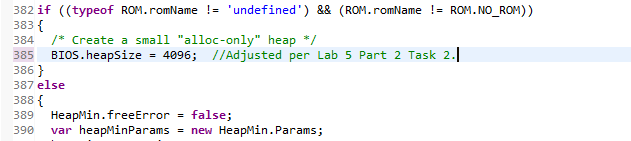 382 if ((typeof ROM.romName != 'undefined') && (ROM.romName != ROM.NO_ROM))
383 {
384   /* Create a small "alloc-only" heap */
385   BIOS.heapSize = 4096;  //Adjusted per Lab 5 Part 2 Task 2.
386 }
387 else
388 {
389   HeapMin.freeError = false;
390   var heapMinParams = new HeapMin.Params;